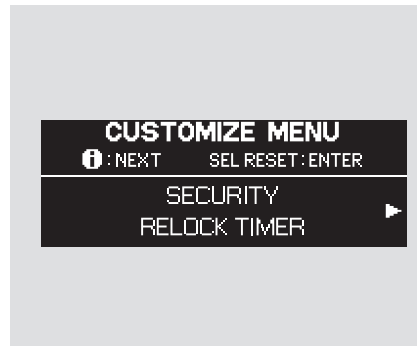 CUSTOMIZE MENU
i : NEXT SEL RESET : ENTER
SECURITY
RELOCK TIMER